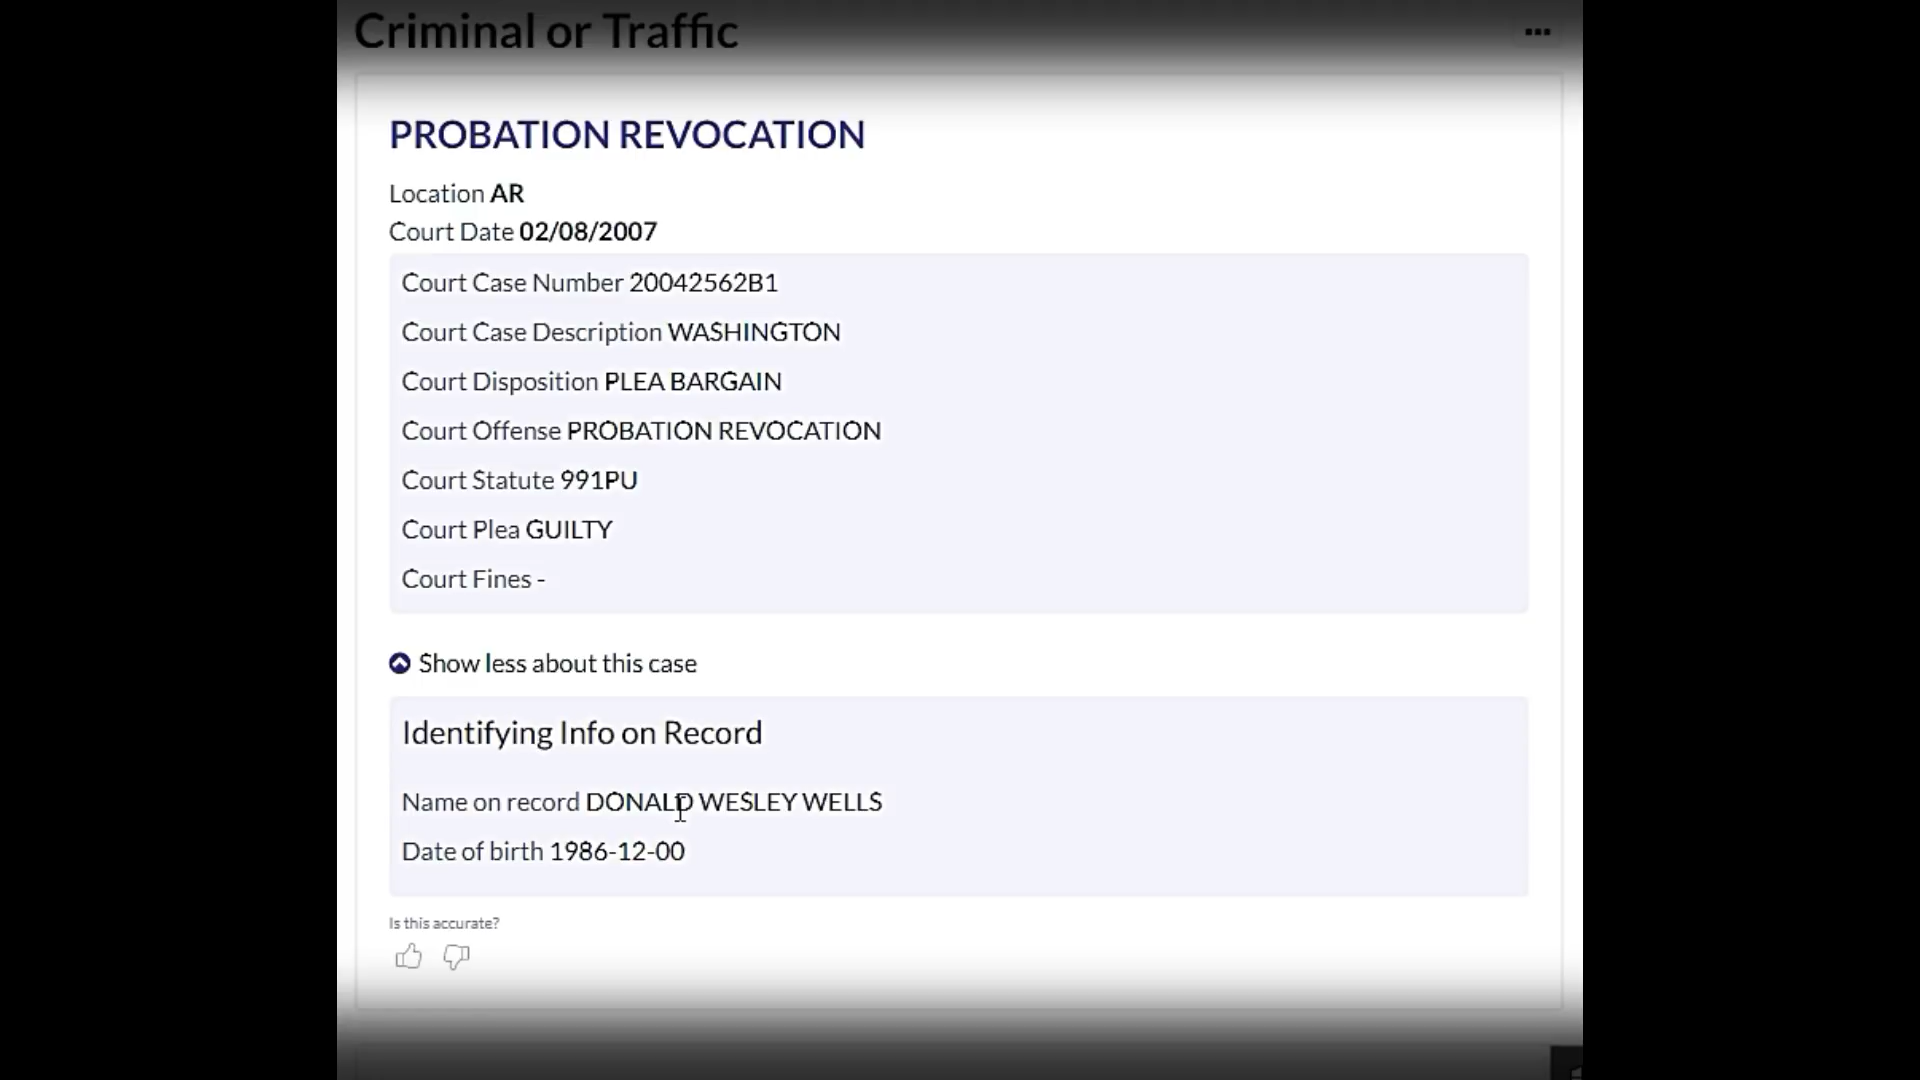 Criminal or Traffic
PROBATION REVOCATION
Location AR
Court Date 02/08/2007
Court Case Number 20042562B1
Court Case Description WASHINGTON
Court Disposition PLEA BARGAIN
Court Offense PROBATION REVOCATION
Court Statute 991PU
Court Plea GUILTY
Court Fines -
Show less about this case
Identifying Info on Record
Name on record DONALD WESLEY WELLS
Date of birth 1986-12-00
Is this accurate?